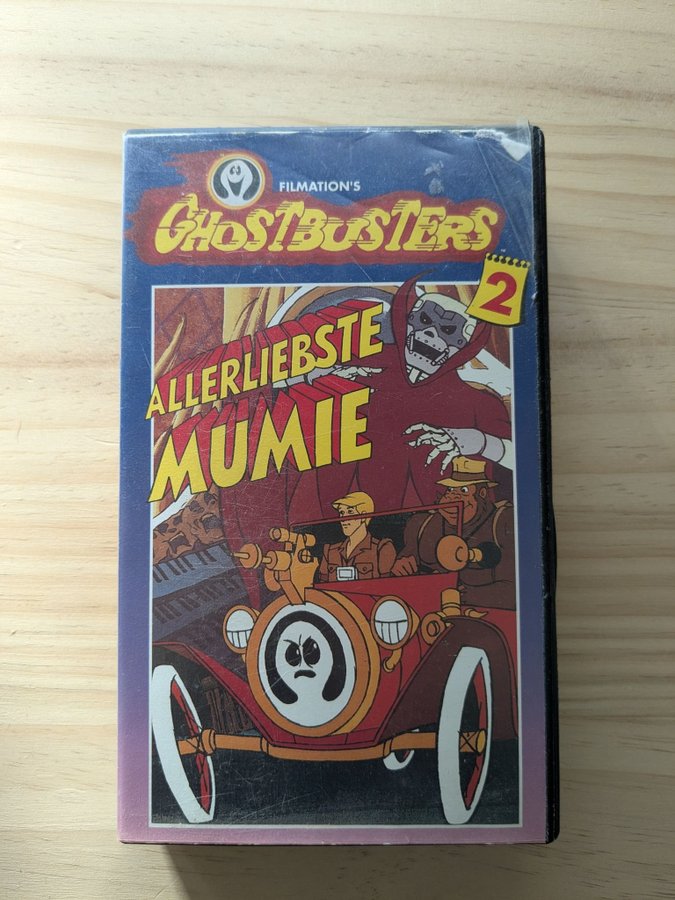 FILMATION'S
GHOSTBUSTERS
2
ALLERLIEBSTE
MUMIE